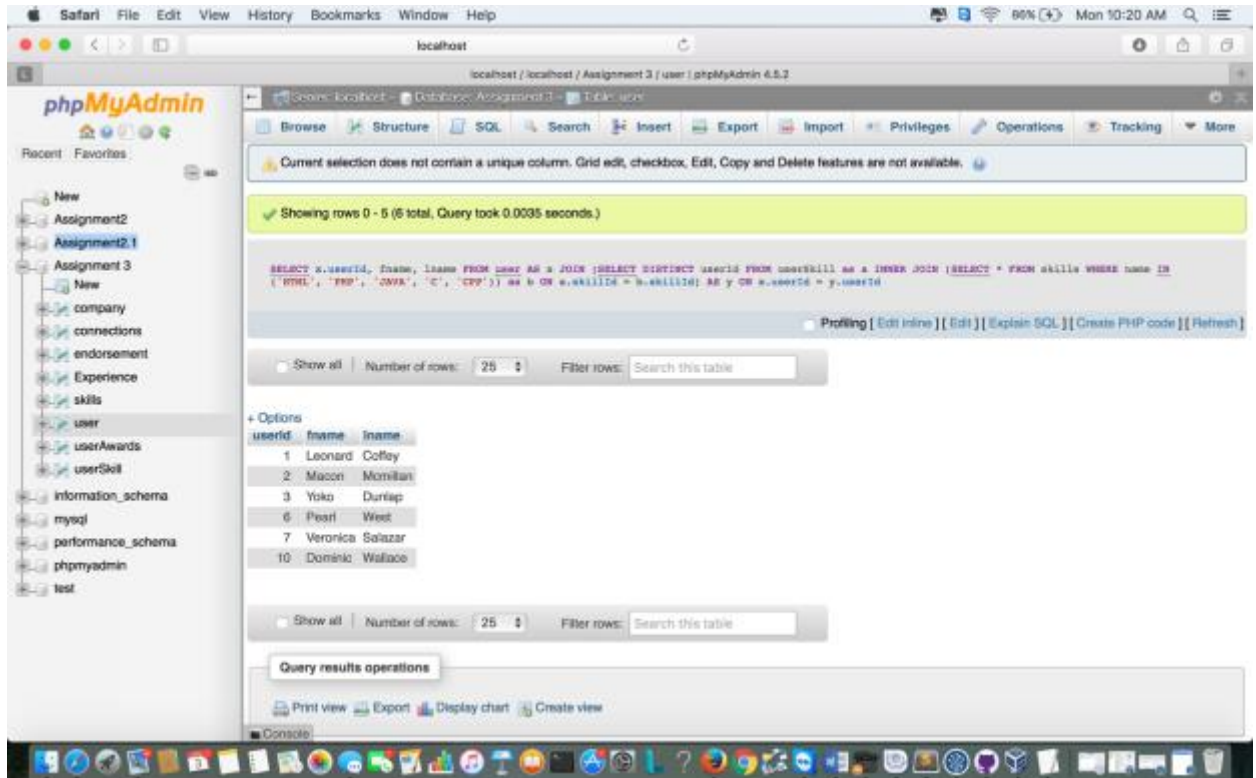 Safari File Edit View History Bookmarks Window Help 86% Mon 10:20 AM
localhost
localhost / localhost / Assignment 3 / user | phpMyAdmin 4.5.2
phpMyAdmin
Server: localhost » Database: Assignment 3 » Table: user
Browse Structure SQL Search Insert Export Import Privileges Operations Tracking More
Recent Favorites
Current selection does not contain a unique column. Grid edit, checkbox, Edit, Copy and Delete features are not available.
New
Assignment2
Assignment2.1
Assignment 3
New
company
connections
endorsement
Experience
skills
user
userAwards
userSkill
information_schema
mysql
performance_schema
phpmyadmin
test
Showing rows 0 - 5 (6 total, Query took 0.0035 seconds.)
SELECT x.userId, fname, lname FROM user AS x JOIN (SELECT DISTINCT userId FROM userSkill as a INNER JOIN (SELECT * FROM skills WHERE name IN
('HTML', 'PHP', 'JAVA', 'C', 'CPP')) as b ON a.skillId = b.skillId) AS y ON x.userId = y.userId
Profiling [ Edit inline ] [ Edit ] [ Explain SQL ] [ Create PHP code ] [ Refresh ]
Show all Number of rows: 25 Filter rows: Search this table
+ Options
userId fname lname
1 Leonard Coffey
2 Macon Mcmillan
3 Yoko Dunlap
6 Pearl West
7 Veronica Salazar
10 Dominic Wallace
Show all Number of rows: 25 Filter rows: Search this table
Query results operations
Print view Export Display chart Create view
Console